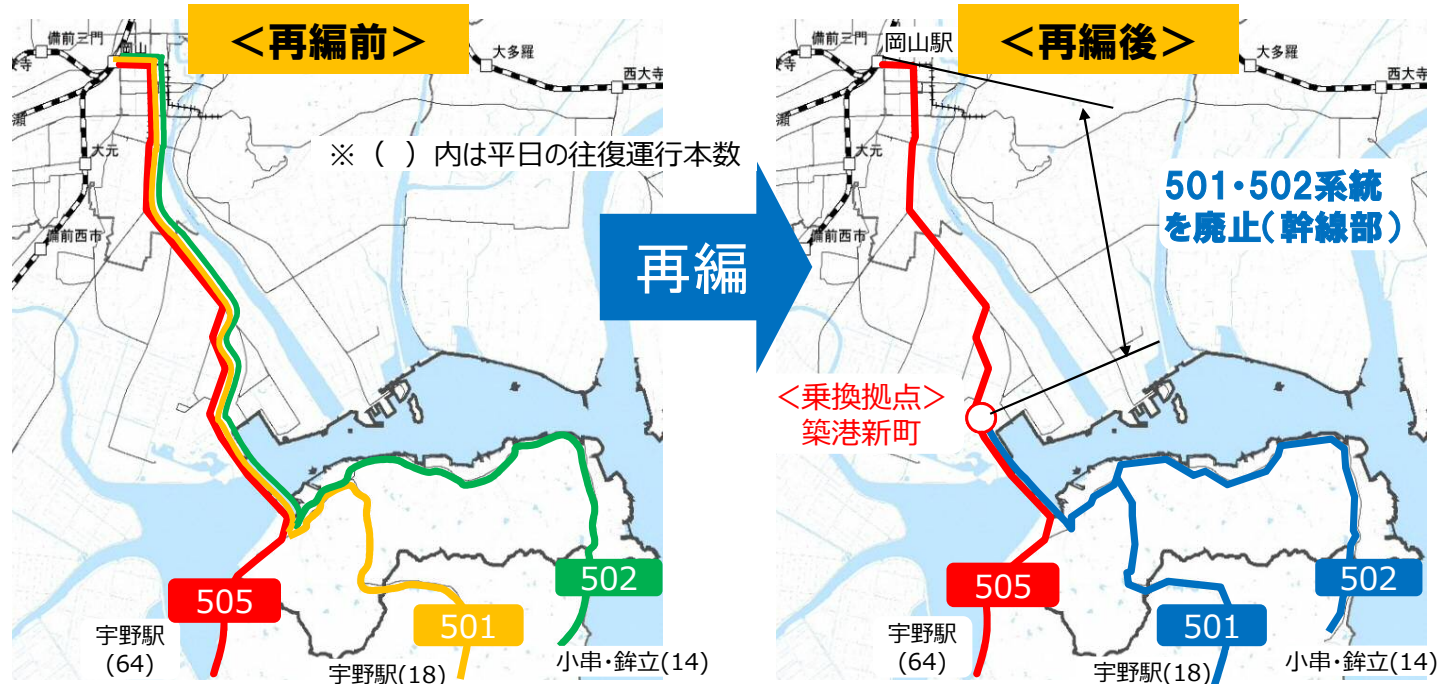 ＜再編前＞
備前三門
岡山
大多羅
西大寺
大元
備前西市
※（ ）内は平日の往復運行本数
505
501
502
宇野駅
(64)
宇野駅(18)
小串・鉾立(14)
再編
＜再編後＞
備前三門
岡山駅
大多羅
西大寺
大元
備前西市
501・502系統
を廃止（幹線部）
＜乗換拠点＞
築港新町
505
501
502
宇野駅
(64)
宇野駅(18)
小串・鉾立(14)